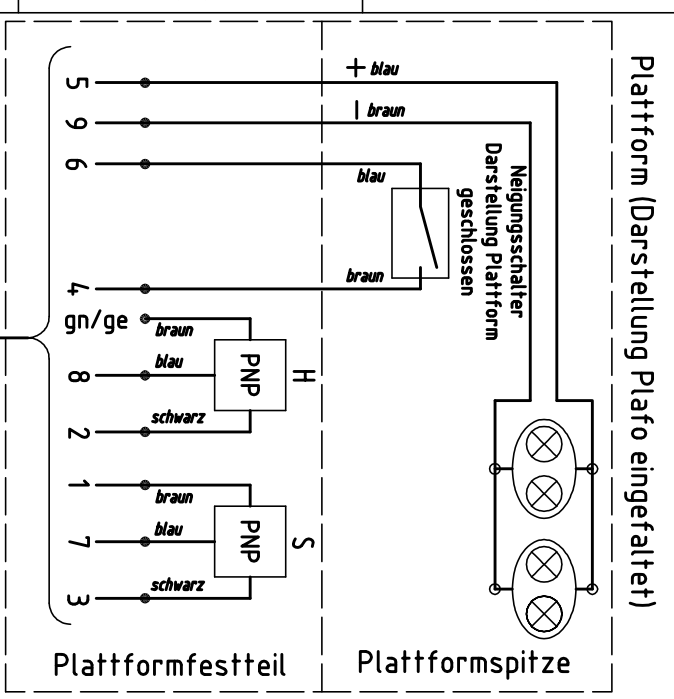 Plattform (Darstellung Plafo eingefaltet)
+ blau
5
– braun
9
6
blau
Neigungsschalter
Darstellung Plattform
geschlossen
braun
4
gn/ge
braun
H
PNP
blau
8
schwarz
2
1
braun
S
PNP
blau
7
schwarz
3
Plattformfestteil
Plattformspitze